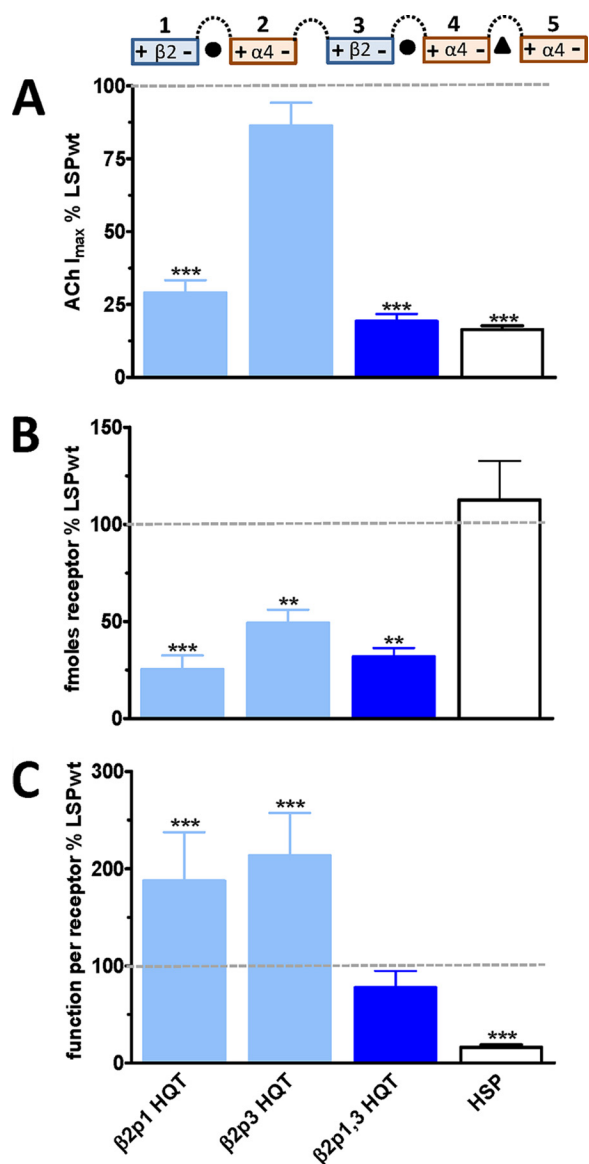 1 2 3 4 5
+ β2 - + α4 - + β2 - + α4 - + α4 -
A
ACh Imax % LSPwt
100
75
50
25
0
***
***
***
B
fmoles receptor % LSPwt
150
100
50
0
***
**
**
C
function per receptor % LSPwt
300
200
100
0
***
***
***
β2p1 HQT
β2p3 HQT
β2p1,3 HQT
HSP